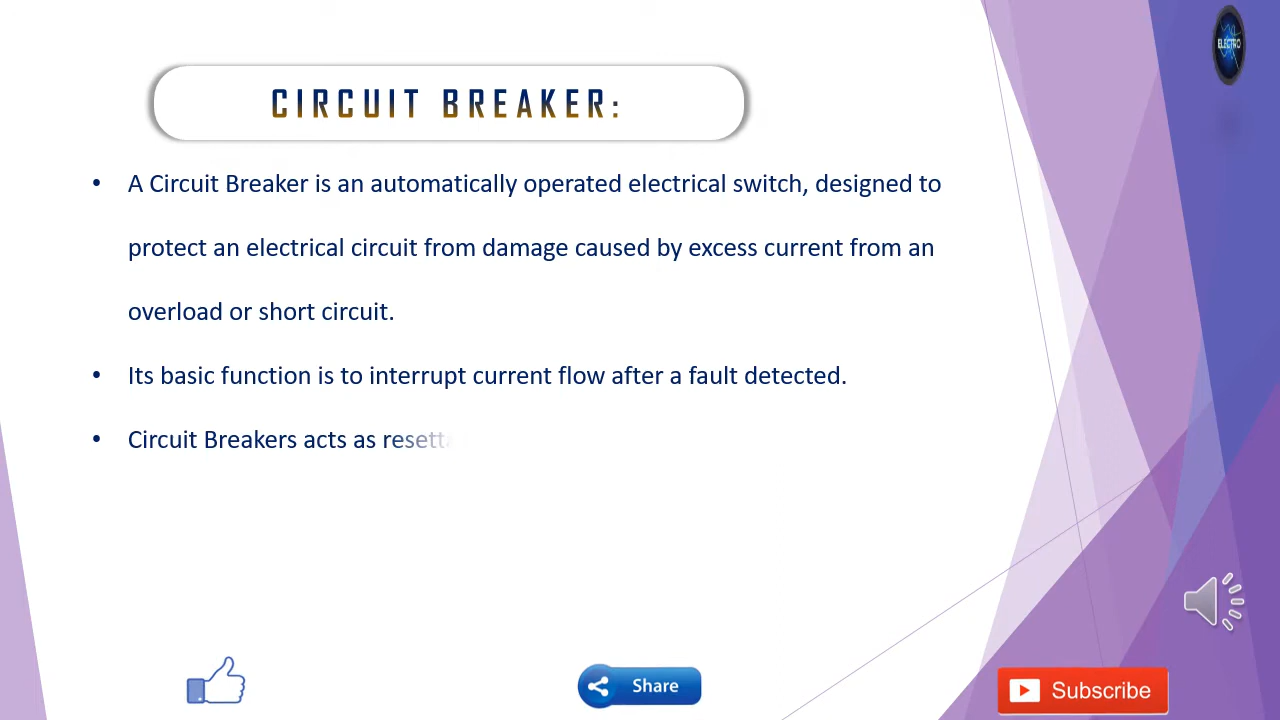 ELECTRO
CIRCUIT BREAKER:
• A Circuit Breaker is an automatically operated electrical switch, designed to
protect an electrical circuit from damage caused by excess current from an
overload or short circuit.
• Its basic function is to interrupt current flow after a fault detected.
• Circuit Breakers acts as resett
Share
Subscribe